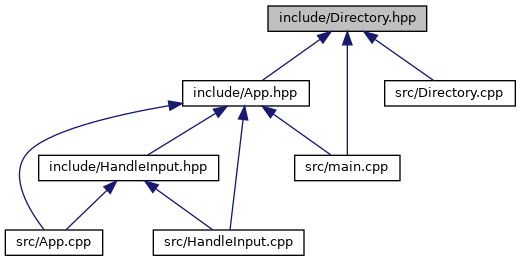 include/Directory.hpp
include/App.hpp
src/Directory.cpp
include/HandleInput.hpp
src/main.cpp
src/App.cpp
src/HandleInput.cpp